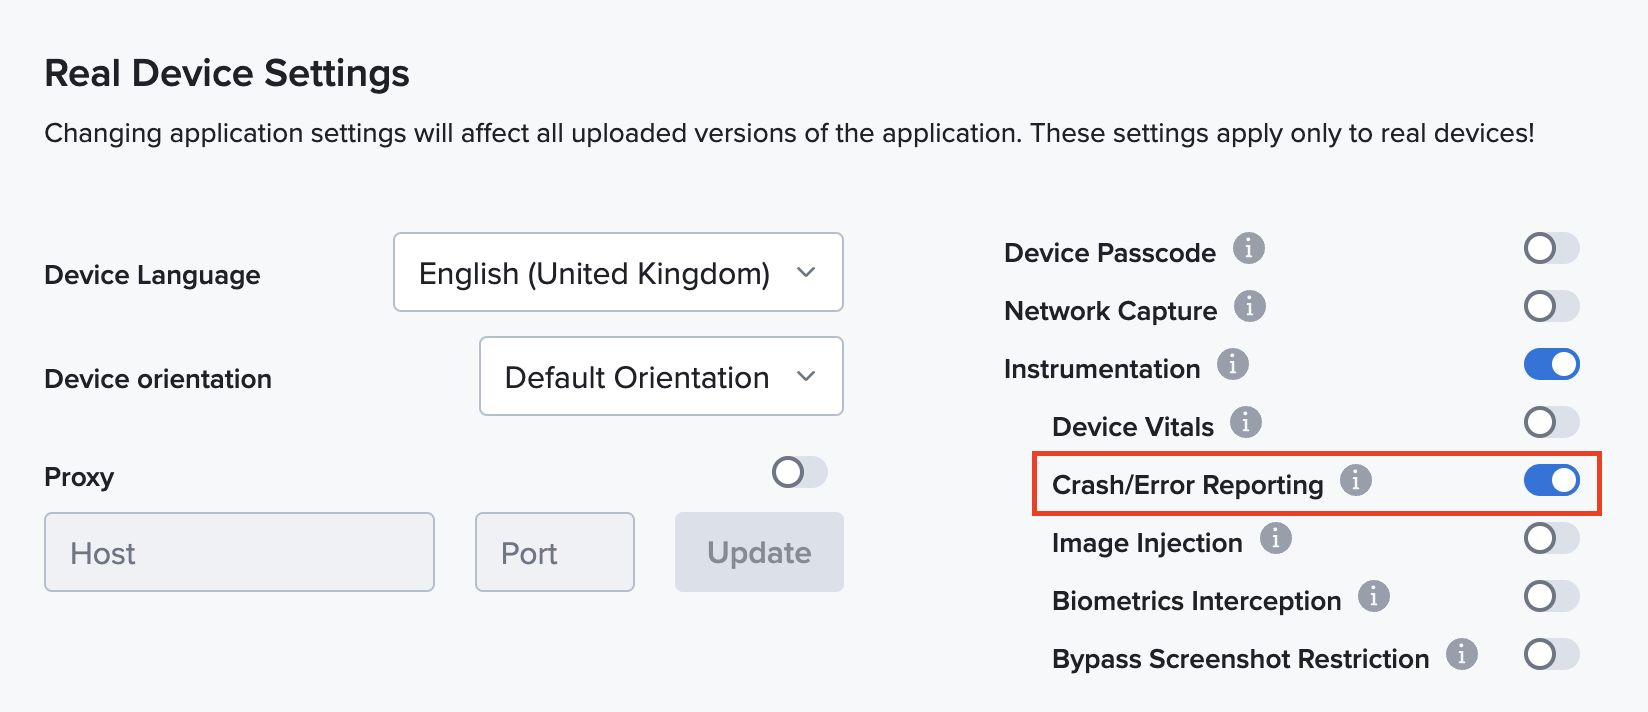 Real Device Settings
Changing application settings will affect all uploaded versions of the application. These settings apply only to real devices!
Device Language
English (United Kingdom)
Device orientation
Default Orientation
Proxy
Host
Port
Update
Device Passcode i
Network Capture i
Instrumentation i
Device Vitals i
Crash/Error Reporting i
Image Injection i
Biometrics Interception i
Bypass Screenshot Restriction i